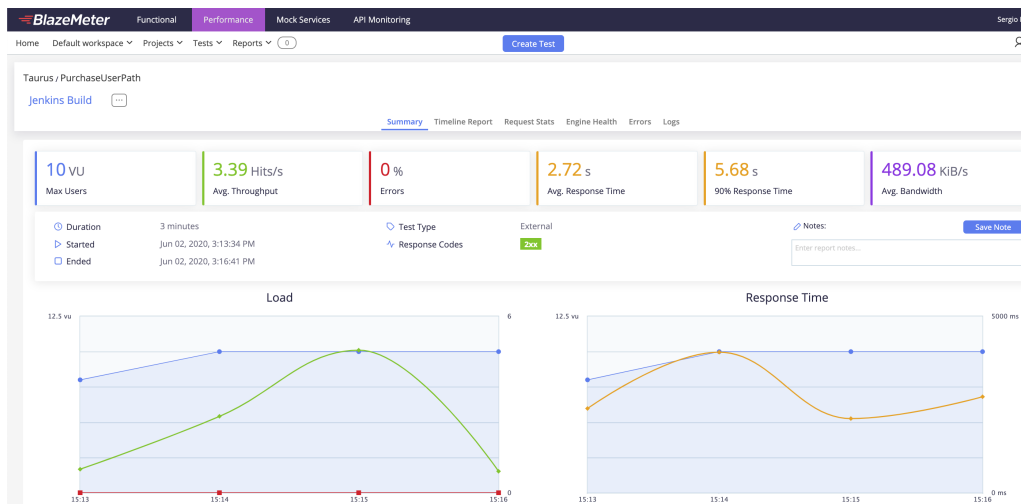 BlazeMeter Functional Performance Mock Services API Monitoring Sergio
Home Default workspace Projects Tests Reports 0 Create Test
Taurus / PurchaseUserPath
Jenkins Build ...
Summary Timeline Report Request Stats Engine Health Errors Logs
10 VU 3.39 Hits/s 0 % 2.72 s 5.68 s 489.08 KiB/s
Max Users Avg. Throughput Errors Avg. Response Time 90% Response Time Avg. Bandwidth
Duration 3 minutes Test Type External Notes: Save Note
Started Jun 02, 2020, 3:13:34 PM Response Codes 2xx Enter report notes...
Ended Jun 02, 2020, 3:16:41 PM
Load Response Time
12.5 vu 6 12.5 vu 5000 ms
0 0 ms
15:13 15:14 15:15 15:16 15:13 15:14 15:15 15:16